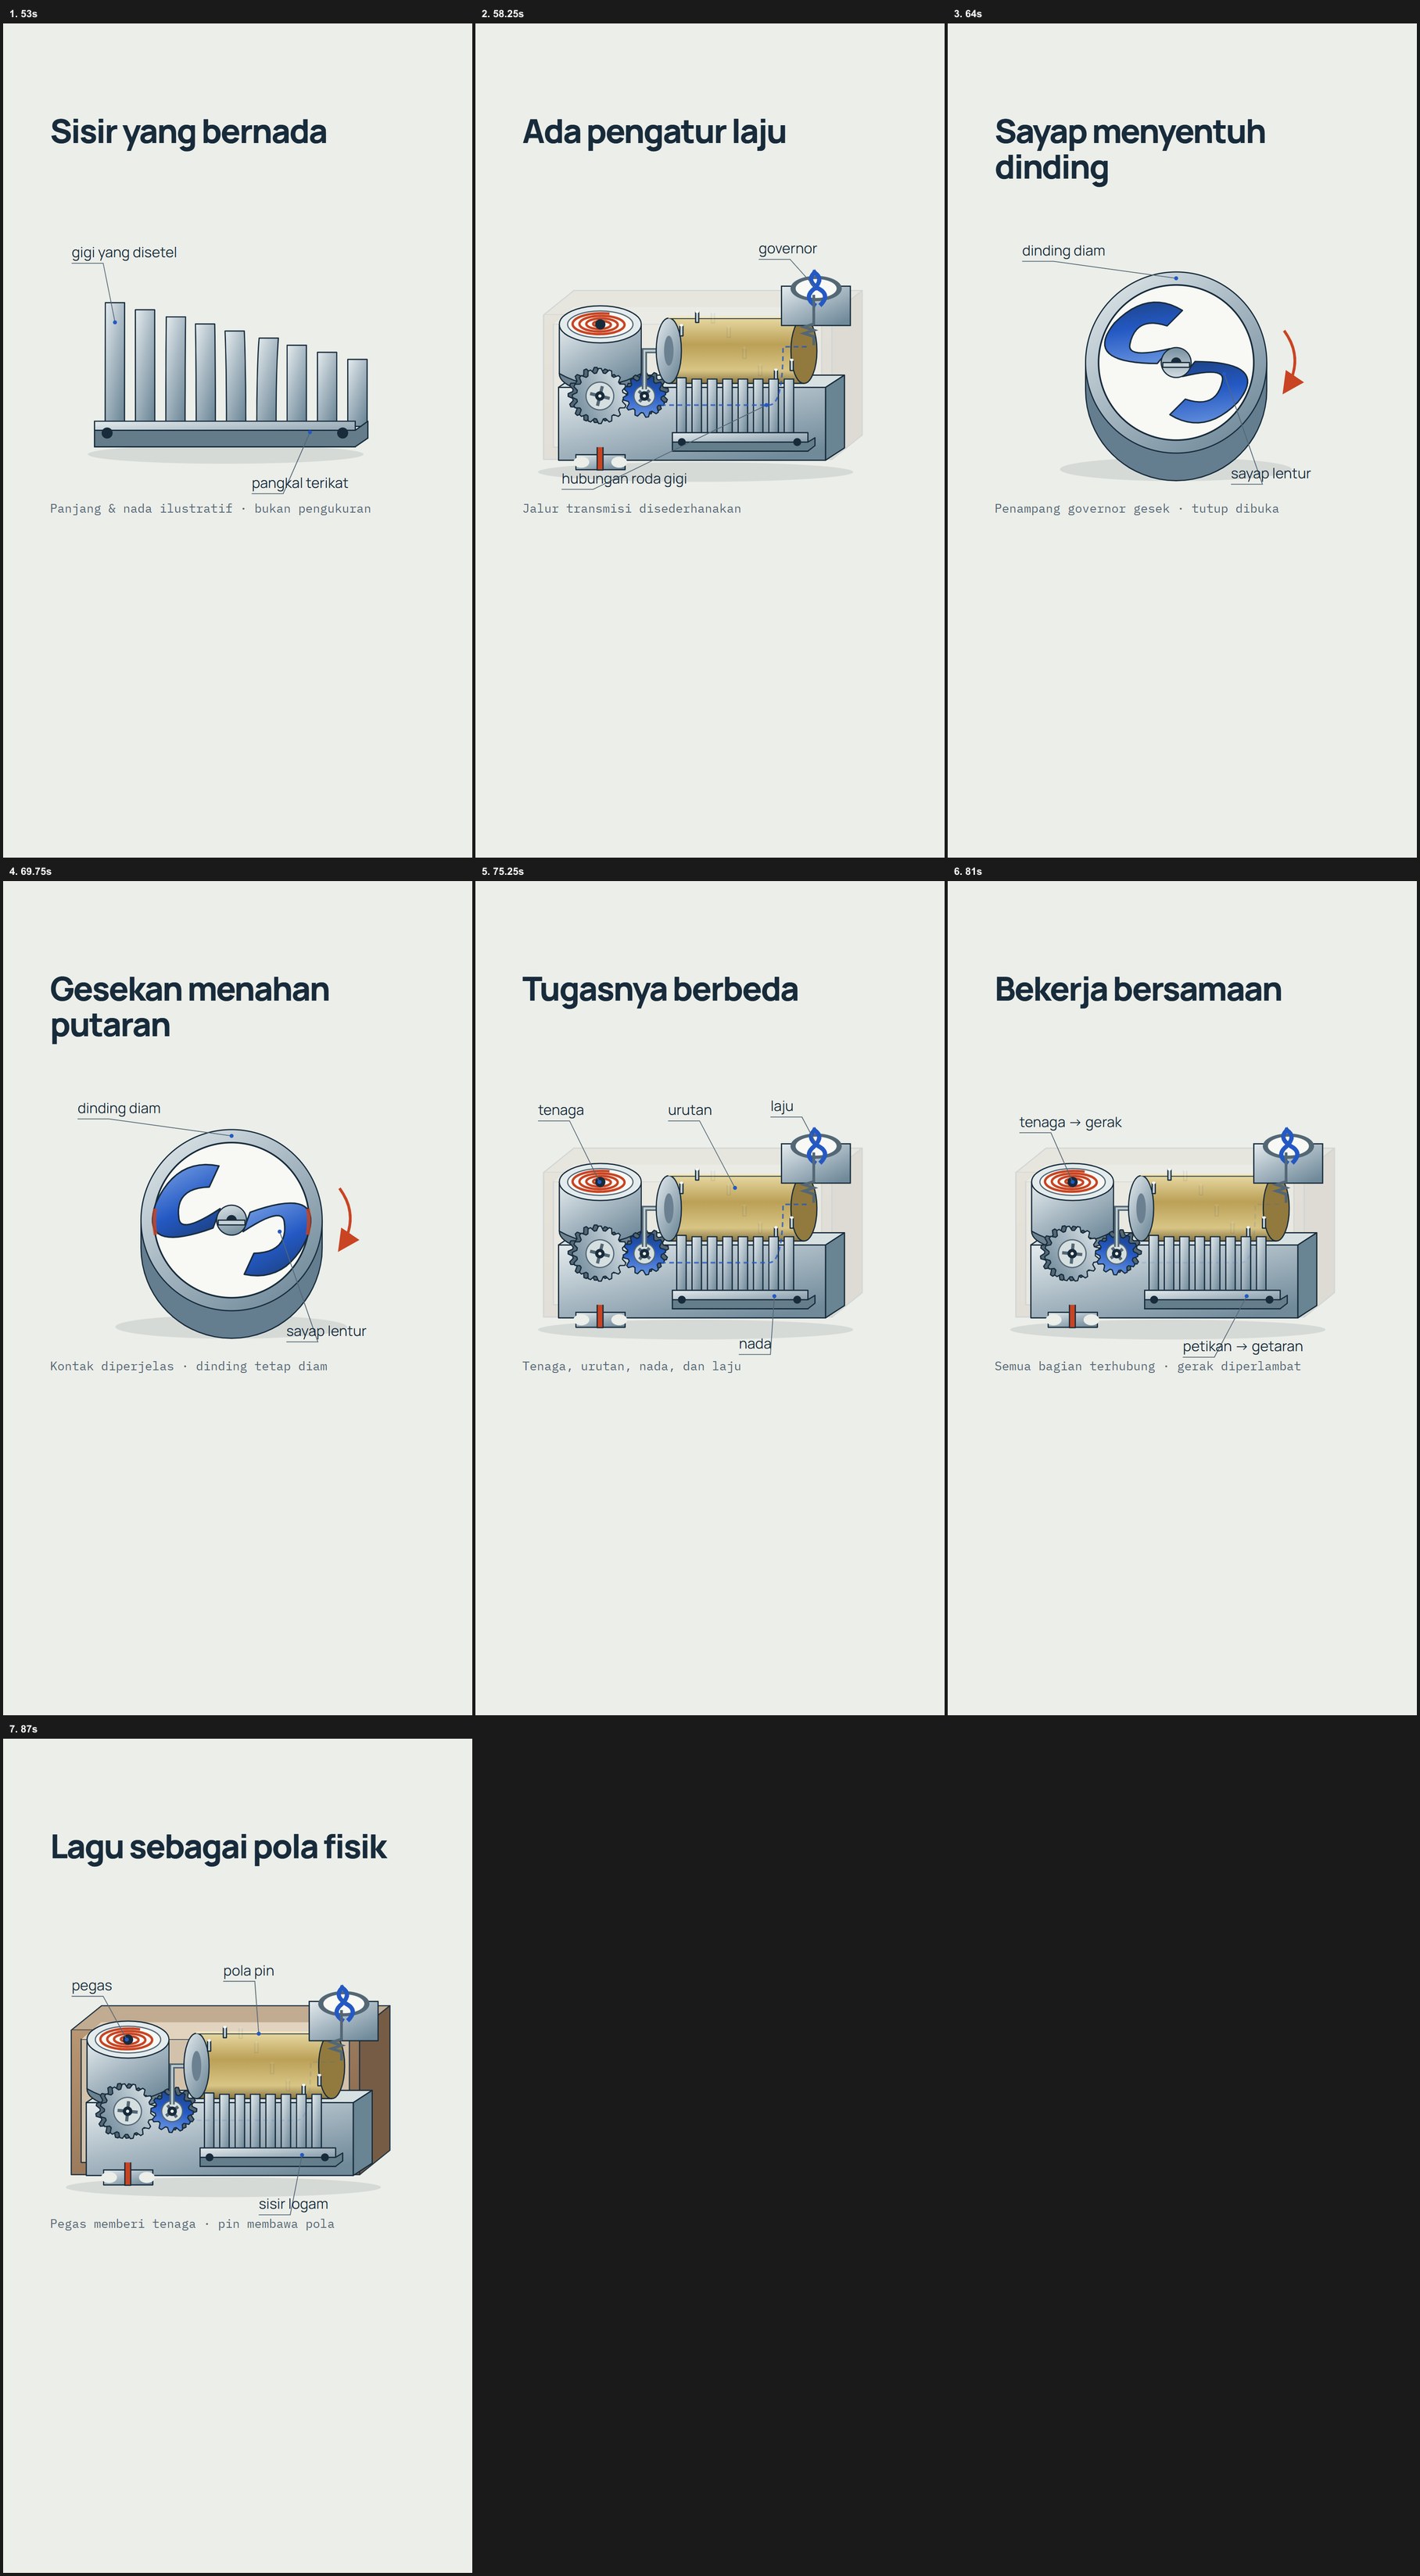 1. 53s
Sisir yang bernada
gigi yang disetel
pangkal terikat
Panjang & nada ilustratif · bukan pengukuran
2. 58.25s
Ada pengatur laju
governor
hubungan roda gigi
Jalur transmisi disederhanakan
3. 64s
Sayap menyentuh
dinding
dinding diam
sayap lentur
Penampang governor gesek · tutup dibuka
4. 69.75s
Gesekan menahan
putaran
dinding diam
sayap lentur
Kontak diperjelas · dinding tetap diam
5. 75.25s
Tugasnya berbeda
tenaga
urutan
laju
nada
Tenaga, urutan, nada, dan laju
6. 81s
Bekerja bersamaan
tenaga → gerak
petikan → getaran
Semua bagian terhubung · gerak diperlambat
7. 87s
Lagu sebagai pola fisik
pegas
pola pin
sisir logam
Pegas memberi tenaga · pin membawa pola